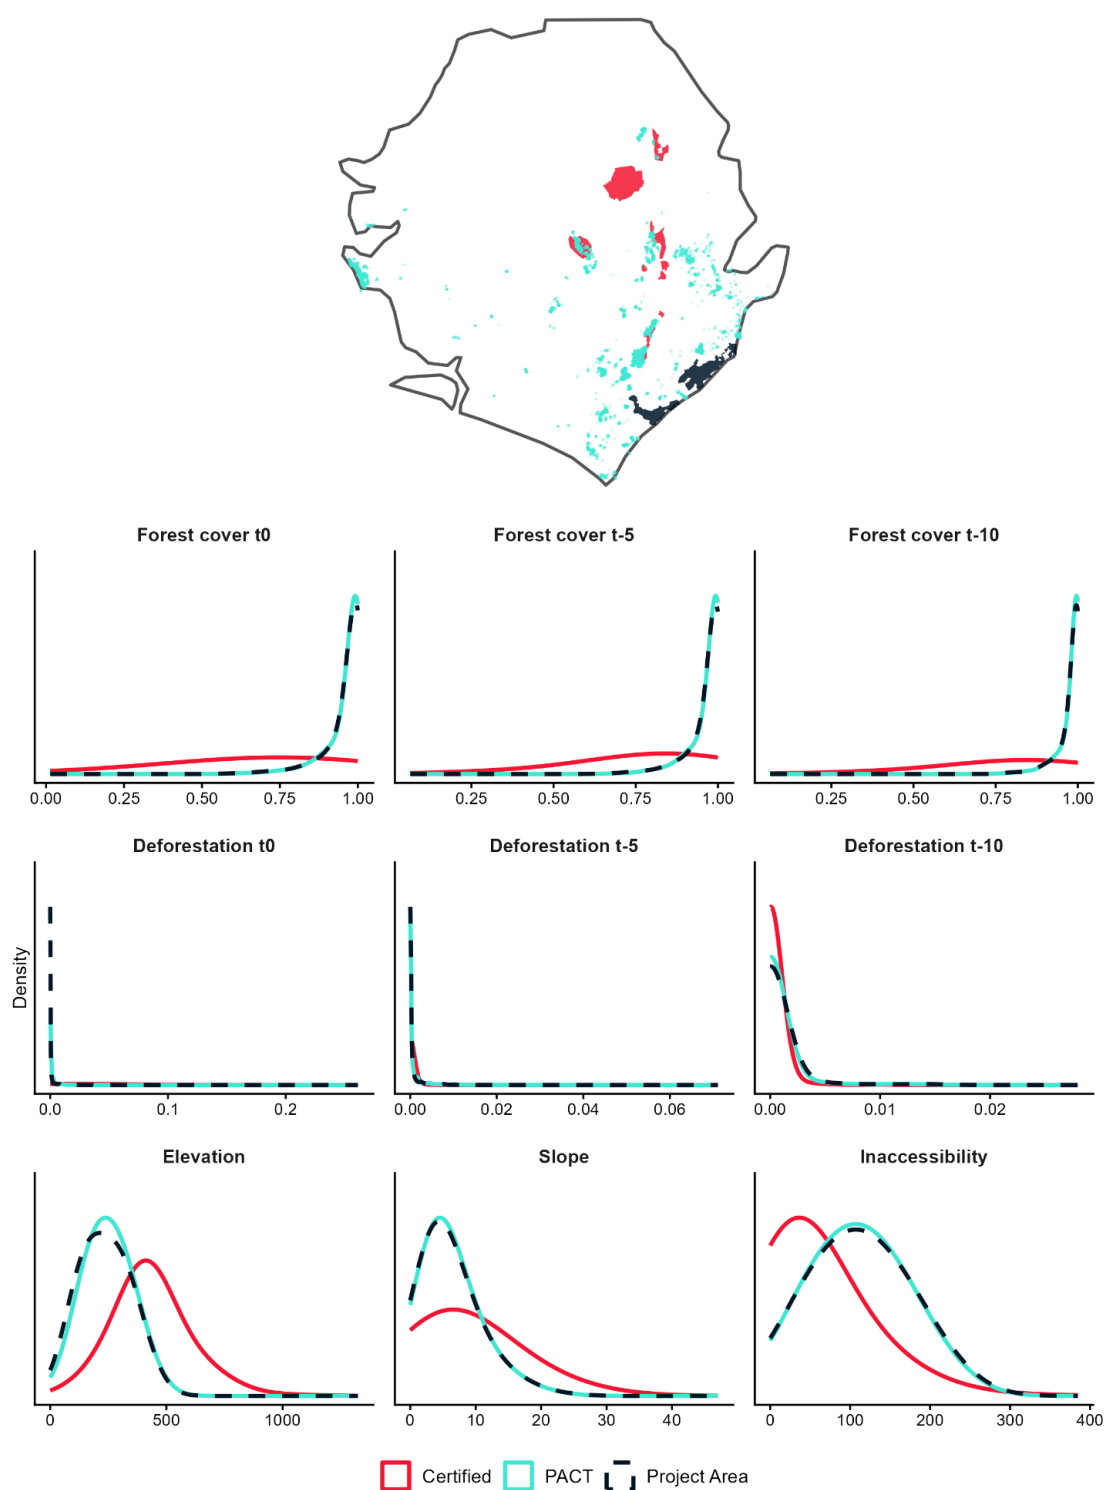 Forest cover t0 Forest cover t-5 Forest cover t-10
0.00 0.25 0.50 0.75 1.00 0.25 0.50 0.75 1.00 0.25 0.50 0.75 1.00
Deforestation t0 Deforestation t-5 Deforestation t-10
Density
0.0 0.1 0.2 0.00 0.02 0.04 0.06 0.00 0.01 0.02
Elevation Slope Inaccessibility
0 500 1000 0 10 20 30 40 0 100 200 300 400
Certified PACT Project Area